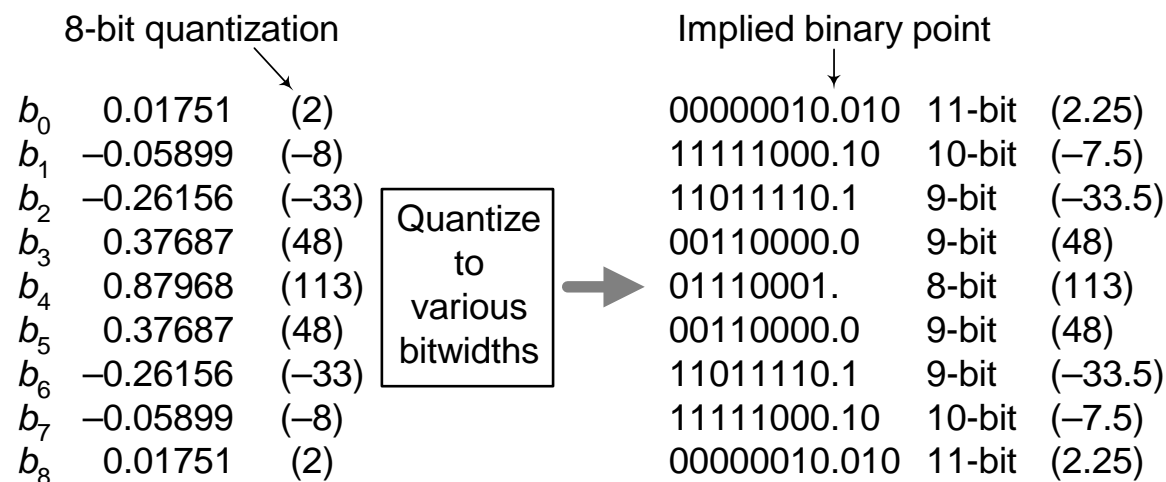 8-bit quantization Implied binary point
b0 0.01751 (2) 00000010.010 11-bit (2.25)
b1 –0.05899 (–8) 11111000.10 10-bit (–7.5)
b2 –0.26156 (–33) 11011110.1 9-bit (–33.5)
b3 0.37687 (48) 00110000.0 9-bit (48)
b4 0.87968 (113) 01110001. 8-bit (113)
b5 0.37687 (48) 00110000.0 9-bit (48)
b6 –0.26156 (–33) 11011110.1 9-bit (–33.5)
b7 –0.05899 (–8) 11111000.10 10-bit (–7.5)
b8 0.01751 (2) 00000010.010 11-bit (2.25)
Quantize
to
various
bitwidths